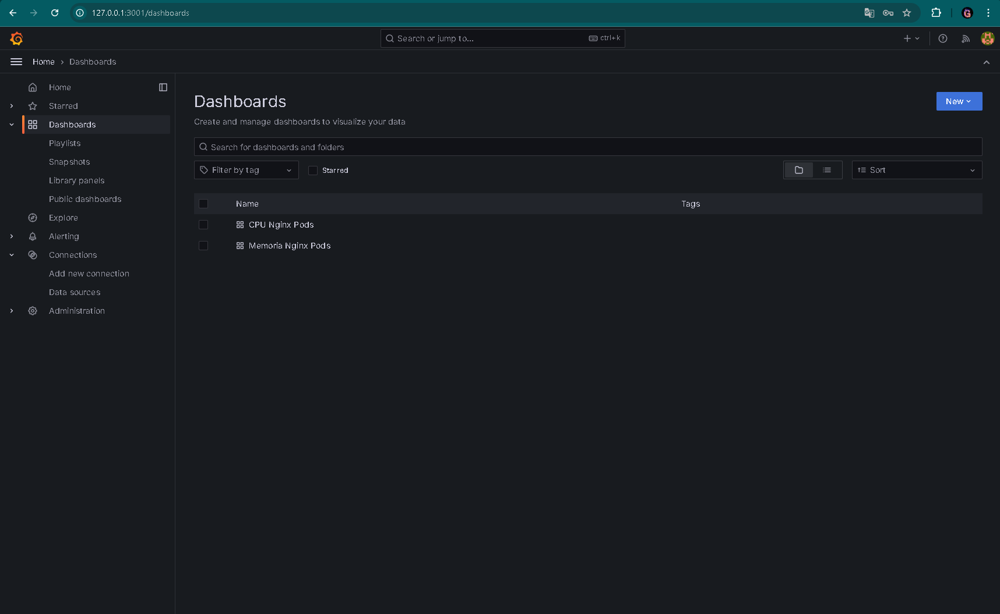 127.0.0.1:3001/dashboards
Search or jump to...
ctrl+k
Home
Dashboards
Home
Starred
Dashboards
Playlists
Snapshots
Library panels
Public dashboards
Explore
Alerting
Connections
Add new connection
Data sources
Administration
Dashboards
New
Create and manage dashboards to visualize your data
Search for dashboards and folders
Filter by tag
Starred
Sort
Name Tags
CPU Nginx Pods
Memoria Nginx Pods